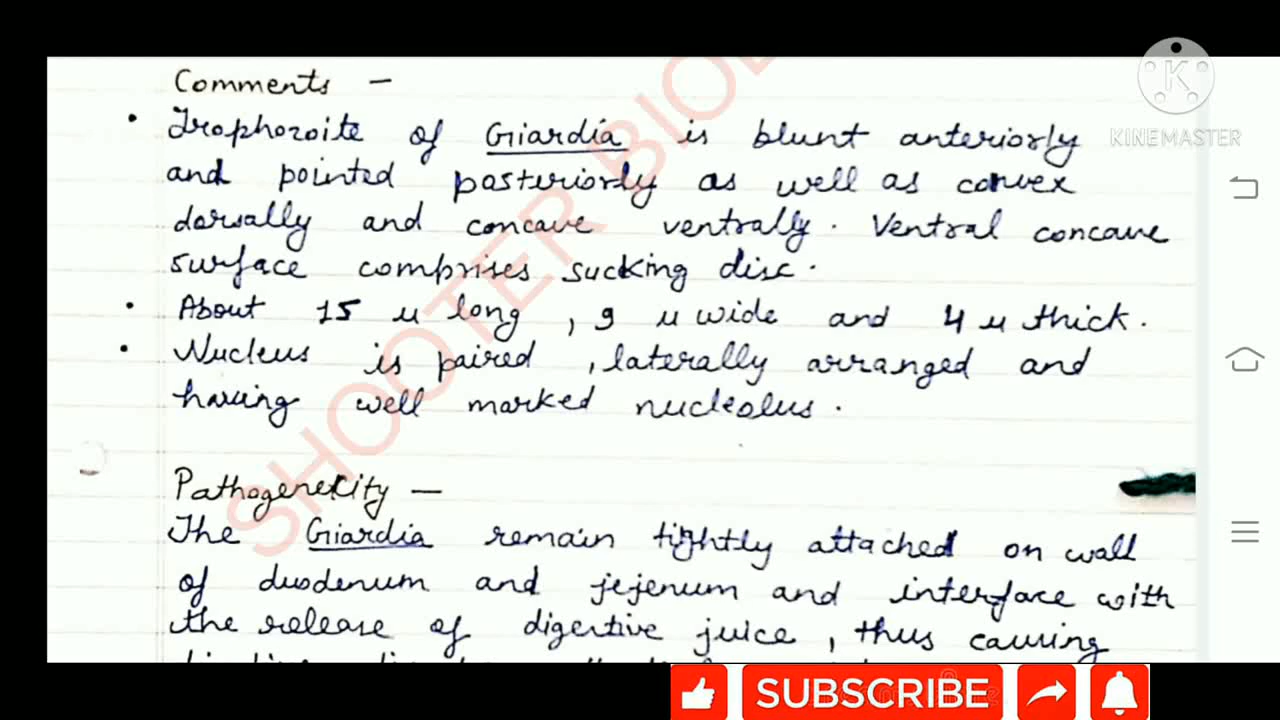 Comments -
• Trophozoite of Giardia is blunt anteriorly
and pointed posteriorly as well as convex
dorsally and concave ventrally. Ventral concave
surface comprises sucking disc.
• About 15 μ long, 9 μ wide and 4 μ thick.
• Nucleus is paired, laterally arranged and
having well marked nucleolus.
Pathogenecity -
The Giardia remain tightly attached on wall
of duodenum and jejenum and interface with
the release of digestive juice, thus causing
SHOOTER BIO
KINEMASTER
SUBSCRIBE